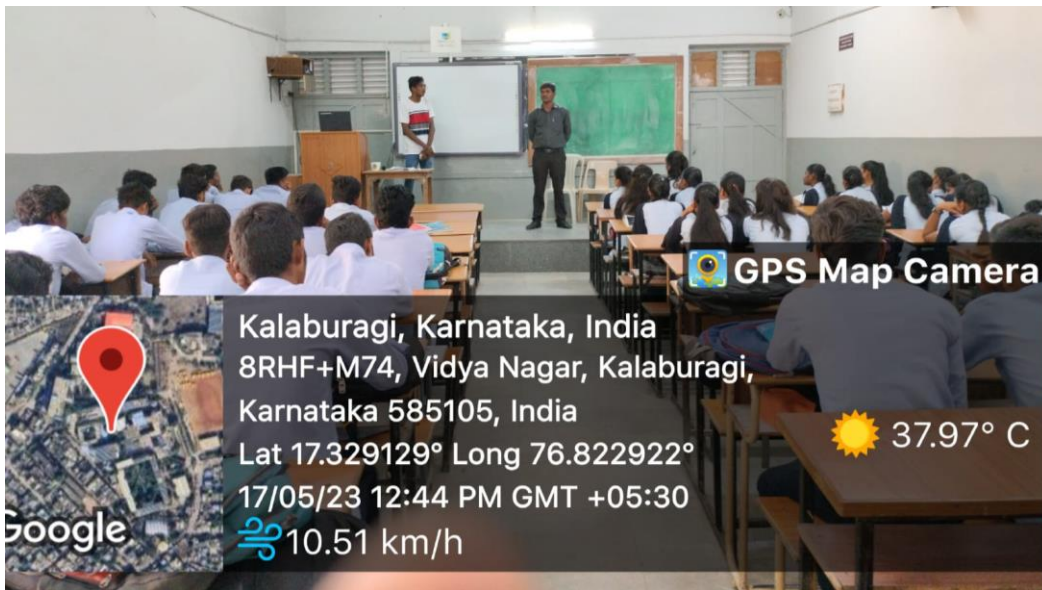 GPS Map Camera
Kalaburagi, Karnataka, India
8RHF+M74, Vidya Nagar, Kalaburagi,
Karnataka 585105, India
Lat 17.329129° Long 76.822922°
17/05/23 12:44 PM GMT +05:30
10.51 km/h
37.97° C
Google